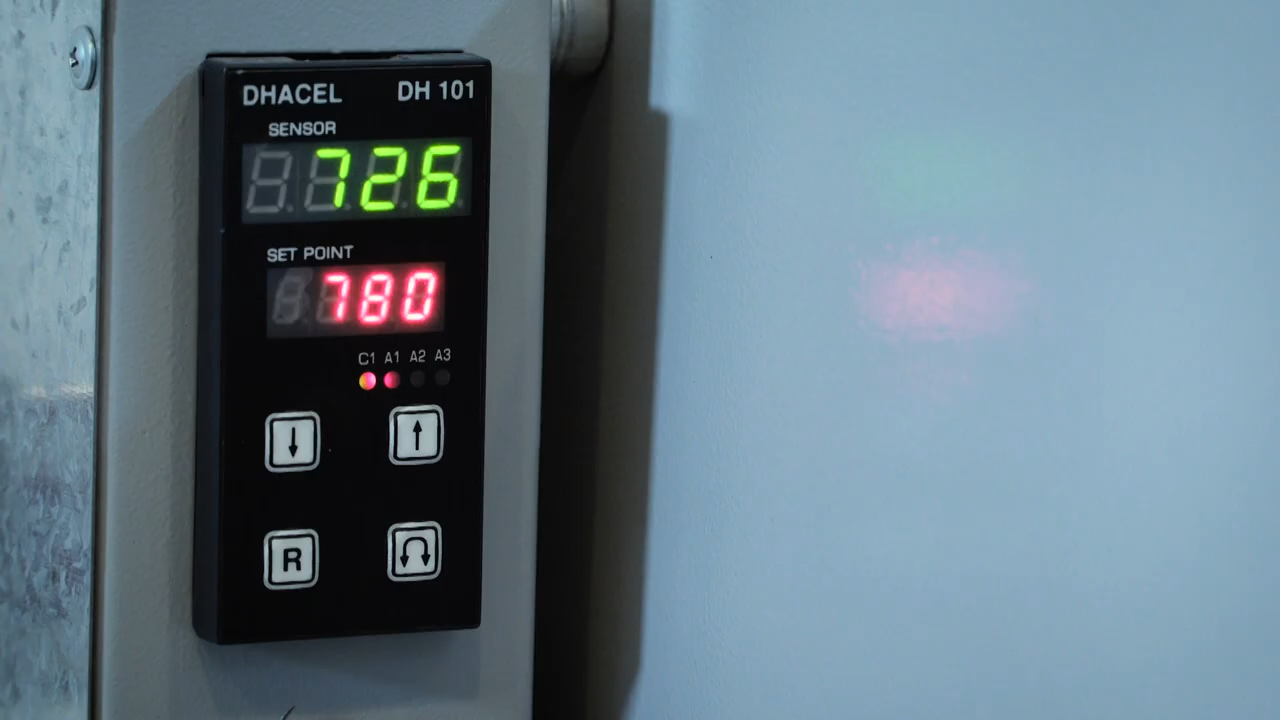 DHACEL DH 101
SENSOR
726
SET POINT
780
C1 A1 A2 A3
R